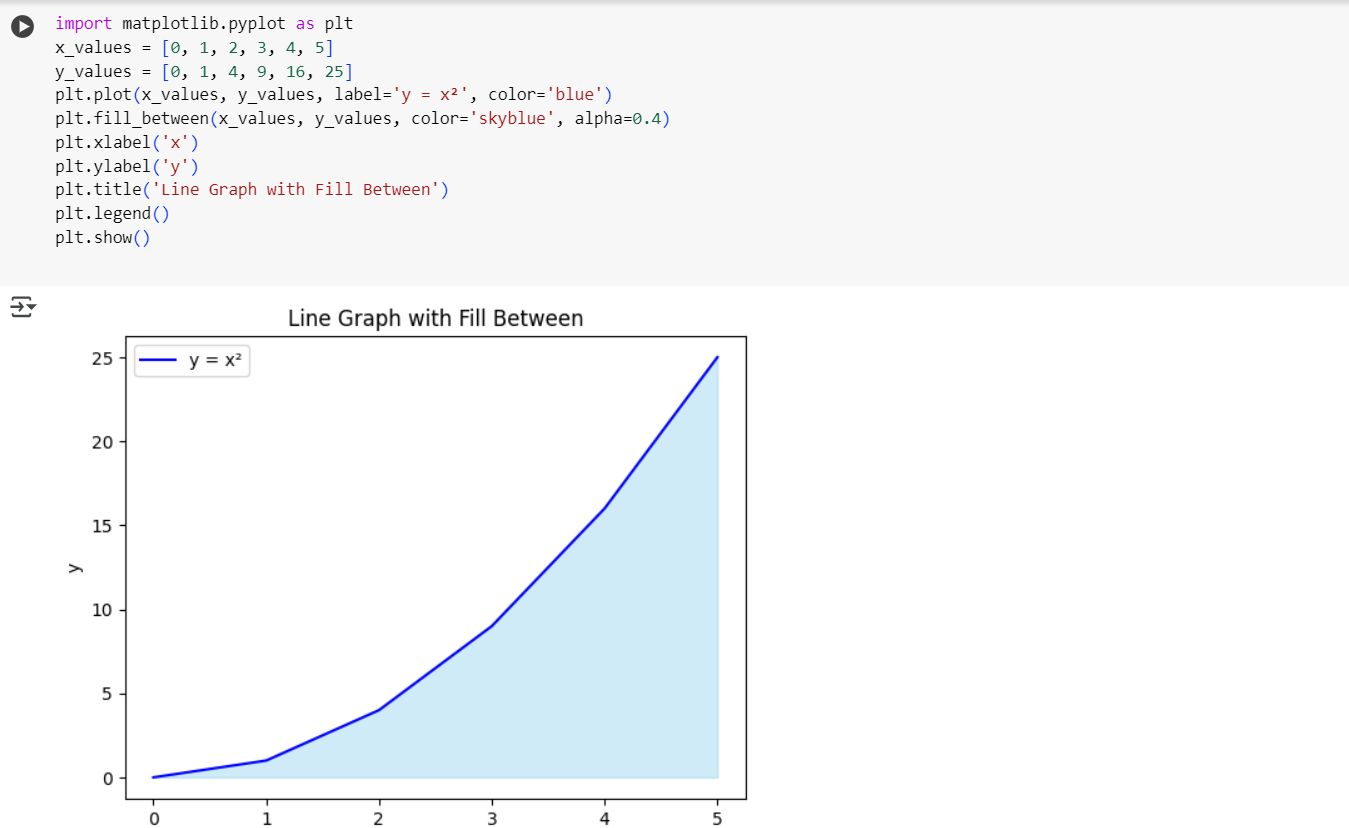 import matplotlib.pyplot as plt
x_values = [0, 1, 2, 3, 4, 5]
y_values = [0, 1, 4, 9, 16, 25]
plt.plot(x_values, y_values, label='y = x²', color='blue')
plt.fill_between(x_values, y_values, color='skyblue', alpha=0.4)
plt.xlabel('x')
plt.ylabel('y')
plt.title('Line Graph with Fill Between')
plt.legend()
plt.show()
Line Graph with Fill Between
y = x²
25
20
15
y
10
5
0
0 1 2 3 4 5